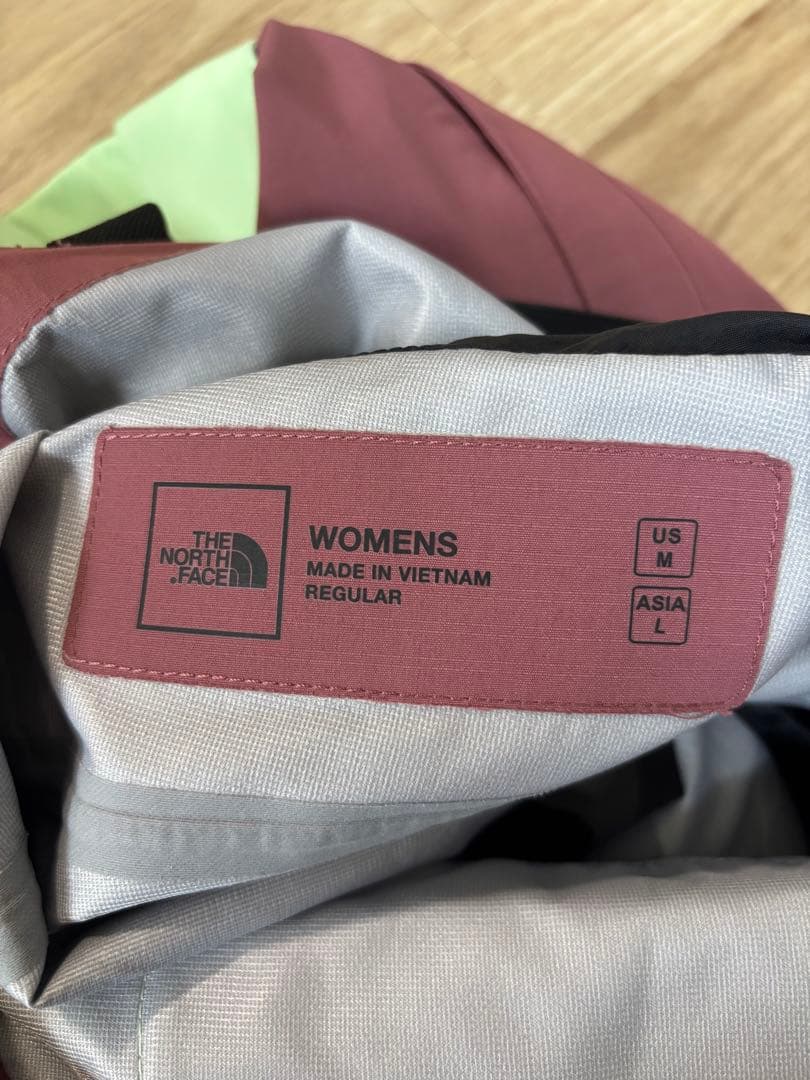 THE
NORTH
FACE
WOMENS
MADE IN VIETNAM
REGULAR
US
M
ASIA
L